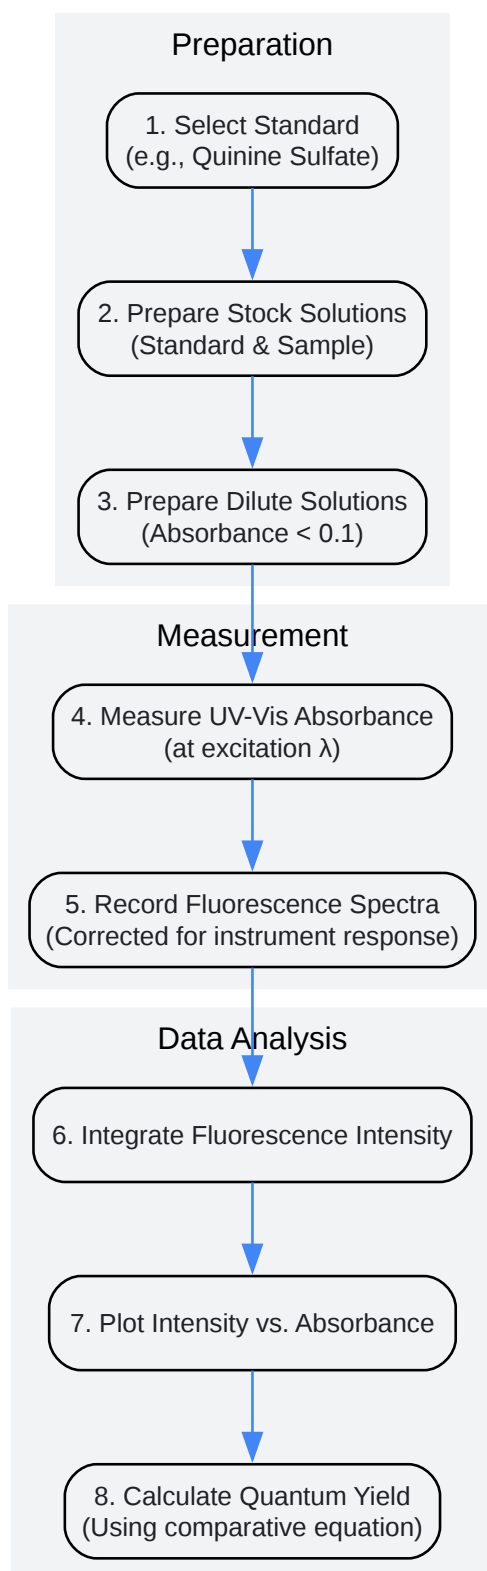 Preparation
1. Select Standard
(e.g., Quinine Sulfate)
2. Prepare Stock Solutions
(Standard & Sample)
3. Prepare Dilute Solutions
(Absorbance < 0.1)
Measurement
4. Measure UV-Vis Absorbance
(at excitation λ)
5. Record Fluorescence Spectra
(Corrected for instrument response)
Data Analysis
6. Integrate Fluorescence Intensity
7. Plot Intensity vs. Absorbance
8. Calculate Quantum Yield
(Using comparative equation)